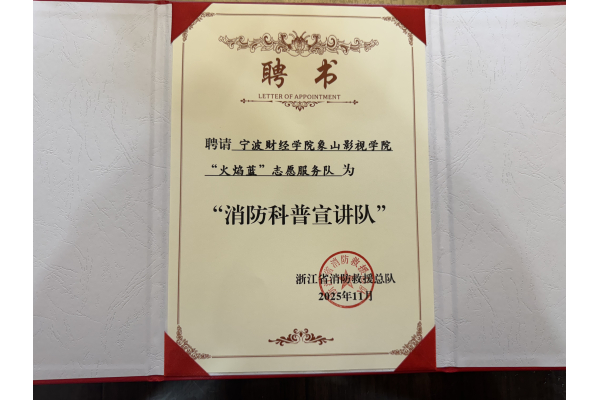 聘书
LETTER OF APPOINTMENT
聘请 宁波财经学院象山影视学院
“火焰蓝”志愿服务队 为
“消防科普宣讲队”
浙江省消防救援总队
2025年11月